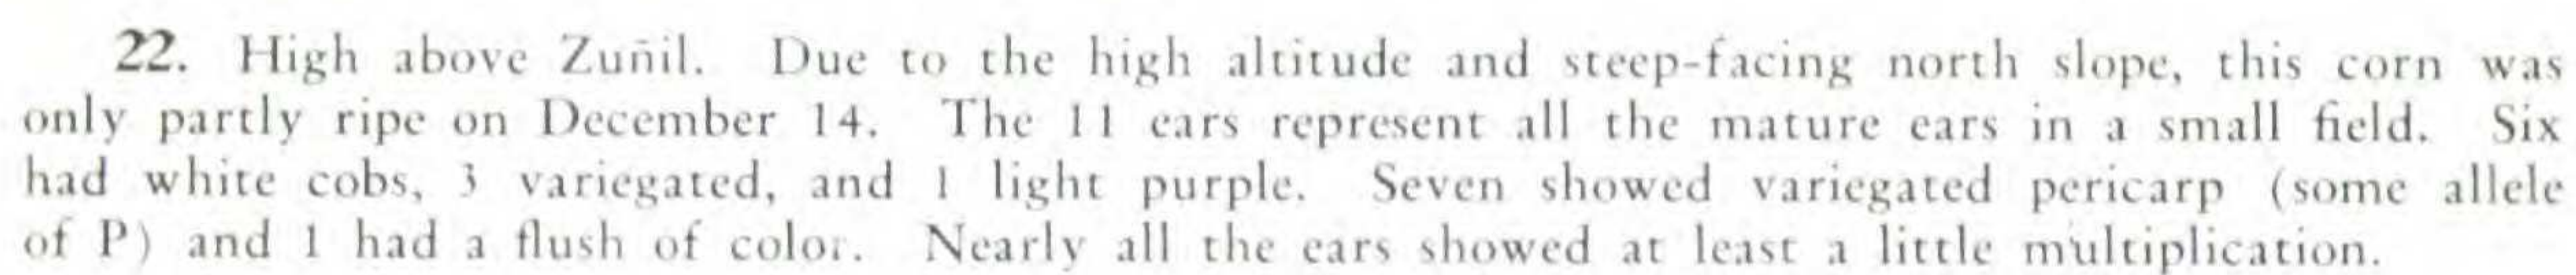 22. High above Zuñil. Due to the high altitude and steep-facing north slope, this corn was
only partly ripe on December 14. The 11 ears represent all the mature ears in a small field. Six
had white cobs, 3 variegated, and 1 light purple. Seven showed variegated pericarp (some allele
of P) and 1 had a flush of color. Nearly all the ears showed at least a little multiplication.